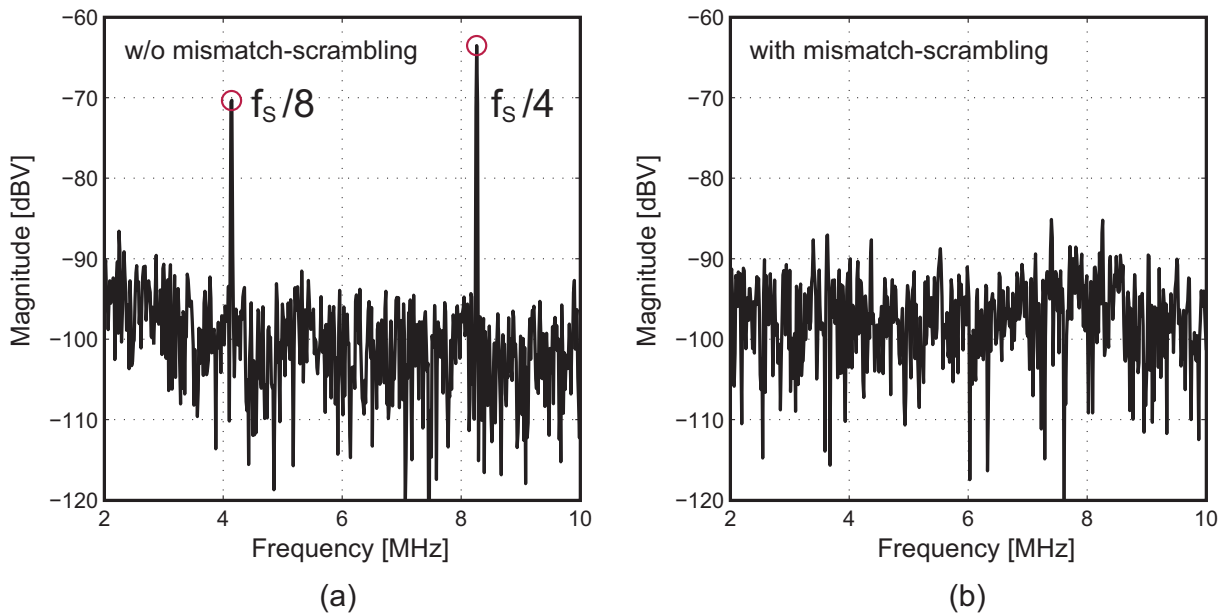 −60
−70
−80
−90
−100
−110
−120
Magnitude [dBV]
w/o mismatch-scrambling
fS/8
fS/4
2
4
6
8
10
Frequency [MHz]
(a)
−60
−70
−80
−90
−100
−110
−120
Magnitude [dBV]
with mismatch-scrambling
2
4
6
8
10
Frequency [MHz]
(b)